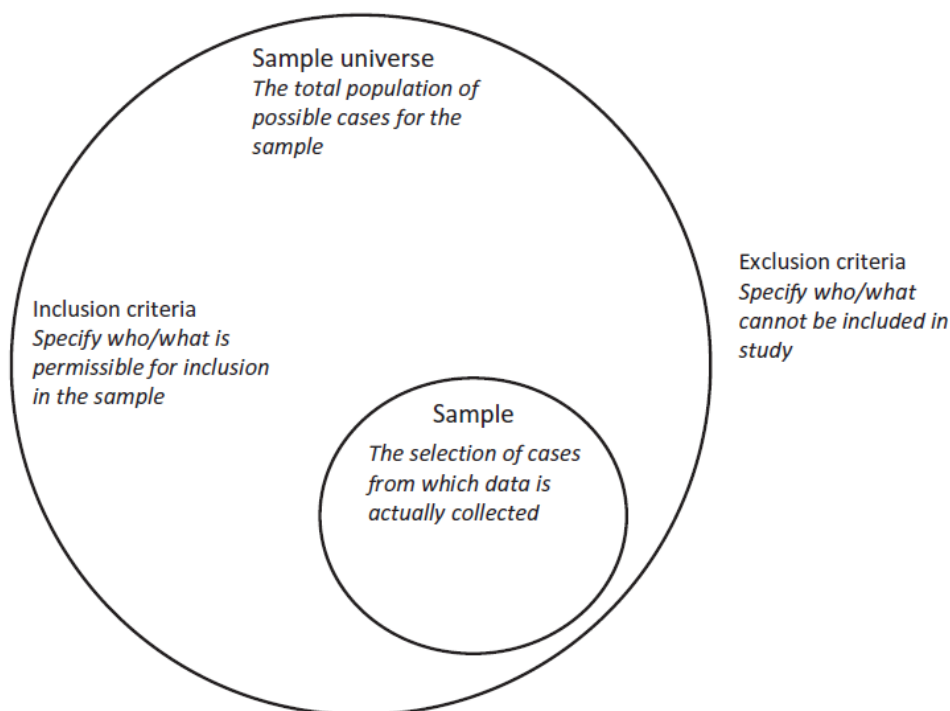 Sample universe
The total population of
possible cases for the
sample
Inclusion criteria
Specify who/what is
permissible for inclusion
in the sample
Exclusion criteria
Specify who/what
cannot be included in
study
Sample
The selection of cases
from which data is
actually collected